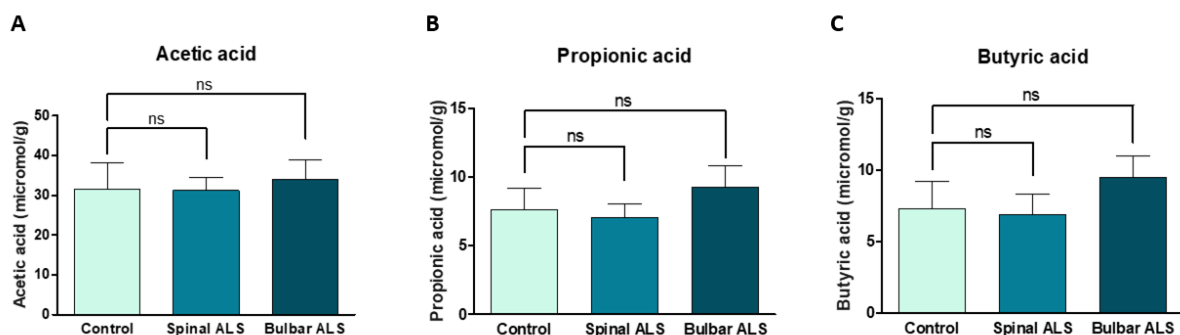 A
Acetic acid
ns
ns
Acetic acid (micromol/g)
50
40
30
20
10
0
Control Spinal ALS Bulbar ALS
B
Propionic acid
ns
ns
Propionic acid (micromol/g)
15
10
5
0
Control Spinal ALS Bulbar ALS
C
Butyric acid
ns
ns
Butyric acid (micromol/g)
15
10
5
0
Control Spinal ALS Bulbar ALS